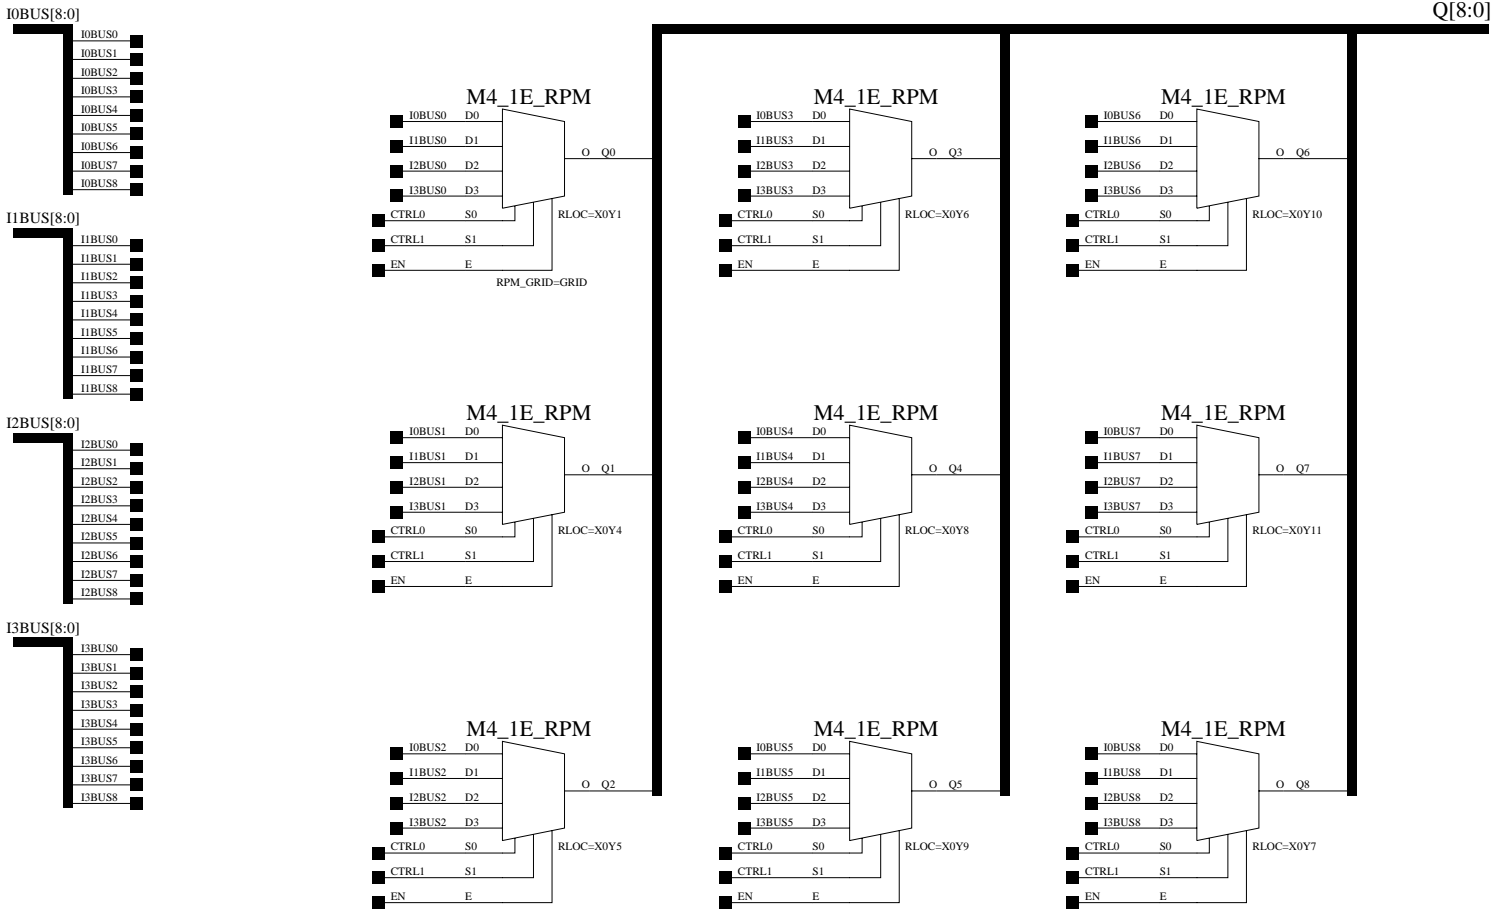 I0BUS[8:0]
I0BUS0
I0BUS1
I0BUS2
I0BUS3
I0BUS4
I0BUS5
I0BUS6
I0BUS7
I0BUS8
I1BUS[8:0]
I1BUS0
I1BUS1
I1BUS2
I1BUS3
I1BUS4
I1BUS5
I1BUS6
I1BUS7
I1BUS8
I2BUS[8:0]
I2BUS0
I2BUS1
I2BUS2
I2BUS3
I2BUS4
I2BUS5
I2BUS6
I2BUS7
I2BUS8
I3BUS[8:0]
I3BUS0
I3BUS1
I3BUS2
I3BUS3
I3BUS4
I3BUS5
I3BUS6
I3BUS7
I3BUS8
Q[8:0]
M4_1E_RPM
I0BUS0 D0
I1BUS0 D1
O Q0
I2BUS0 D2
I3BUS0 D3
CTRL0 S0 RLOC=X0Y1
CTRL1 S1
EN E
RPM_GRID=GRID
M4_1E_RPM
I0BUS1 D0
I1BUS1 D1
O Q1
I2BUS1 D2
I3BUS1 D3
CTRL0 S0 RLOC=X0Y4
CTRL1 S1
EN E
M4_1E_RPM
I0BUS2 D0
I1BUS2 D1
O Q2
I2BUS2 D2
I3BUS2 D3
CTRL0 S0 RLOC=X0Y5
CTRL1 S1
EN E
M4_1E_RPM
I0BUS3 D0
I1BUS3 D1
O Q3
I2BUS3 D2
I3BUS3 D3
CTRL0 S0 RLOC=X0Y6
CTRL1 S1
EN E
M4_1E_RPM
I0BUS4 D0
I1BUS4 D1
O Q4
I2BUS4 D2
I3BUS4 D3
CTRL0 S0 RLOC=X0Y8
CTRL1 S1
EN E
M4_1E_RPM
I0BUS5 D0
I1BUS5 D1
O Q5
I2BUS5 D2
I3BUS5 D3
CTRL0 S0 RLOC=X0Y9
CTRL1 S1
EN E
M4_1E_RPM
I0BUS6 D0
I1BUS6 D1
O Q6
I2BUS6 D2
I3BUS6 D3
CTRL0 S0 RLOC=X0Y10
CTRL1 S1
EN E
M4_1E_RPM
I0BUS7 D0
I1BUS7 D1
O Q7
I2BUS7 D2
I3BUS7 D3
CTRL0 S0 RLOC=X0Y11
CTRL1 S1
EN E
M4_1E_RPM
I0BUS8 D0
I1BUS8 D1
O Q8
I2BUS8 D2
I3BUS8 D3
CTRL0 S0 RLOC=X0Y7
CTRL1 S1
EN E